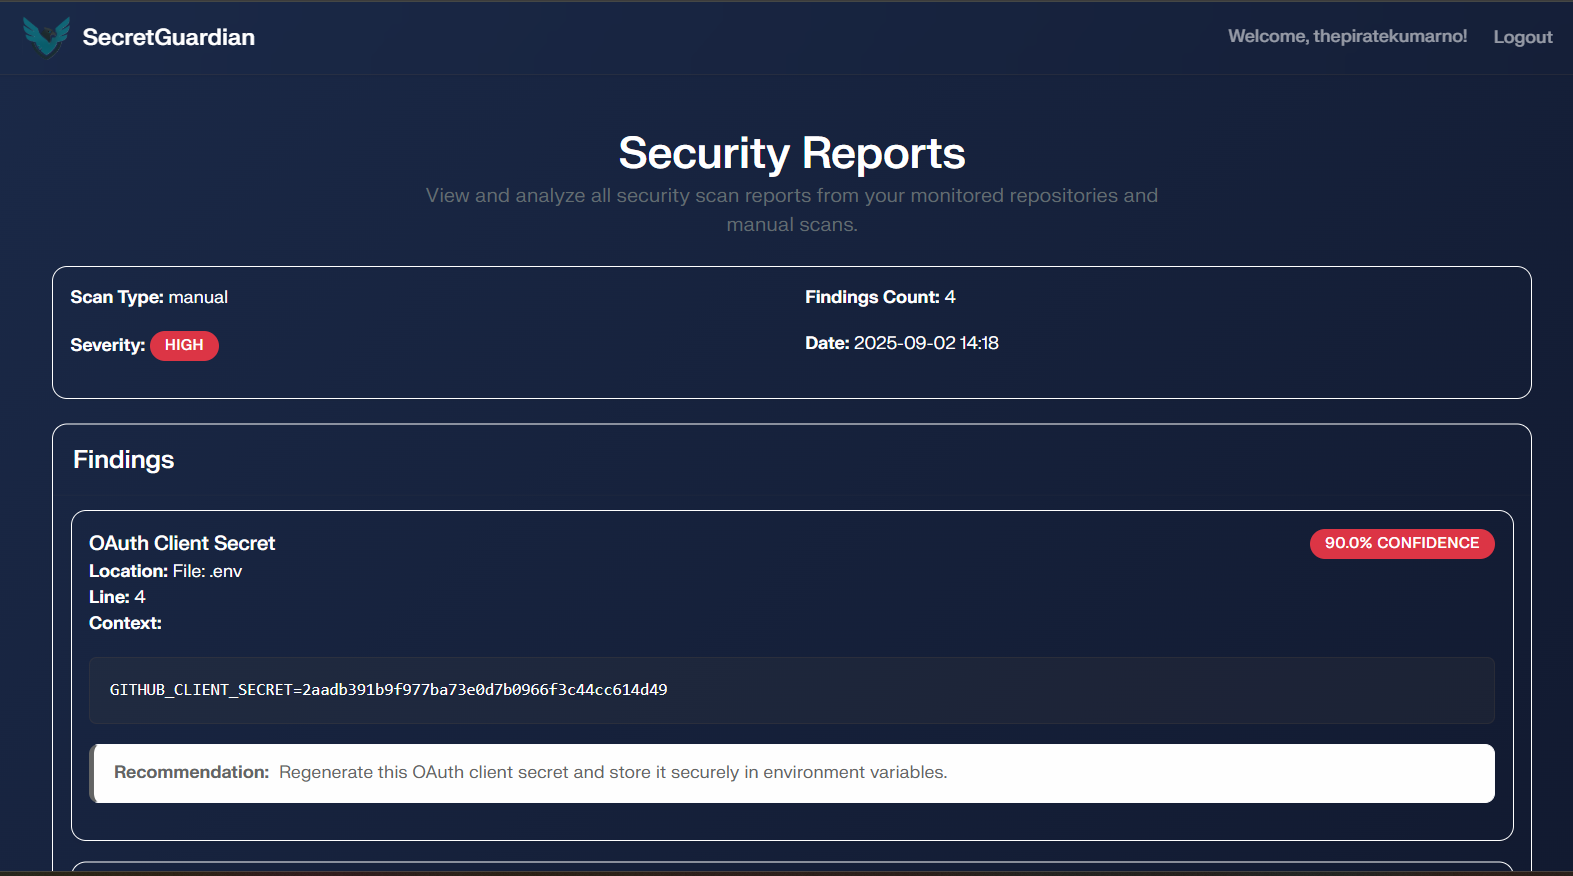 SecretGuardian
Welcome, thepiratekumarno!
Logout
Security Reports
View and analyze all security scan reports from your monitored repositories and
manual scans.
Scan Type: manual
Findings Count: 4
Severity: HIGH
Date: 2025-09-02 14:18
Findings
OAuth Client Secret
90.0% CONFIDENCE
Location: File: .env
Line: 4
Context:
GITHUB_CLIENT_SECRET=2aadb391b9f977ba73e0d7b0966f3c44cc614d49
Recommendation: Regenerate this OAuth client secret and store it securely in environment variables.